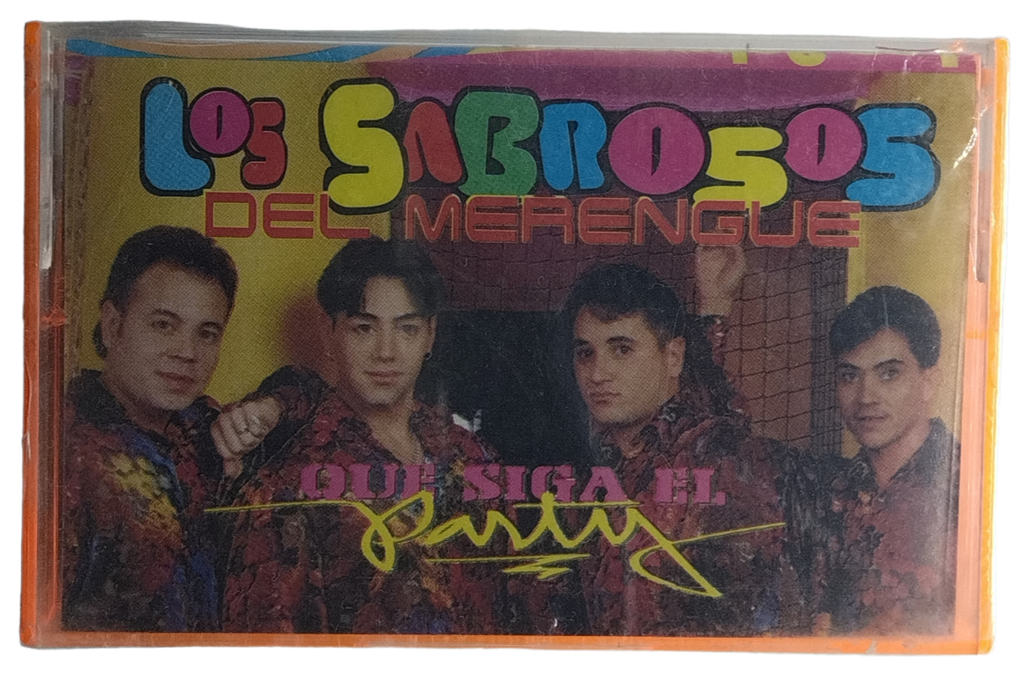 LOS SABROSOS
DEL MERENGUE
QUE SIGA EL
Party